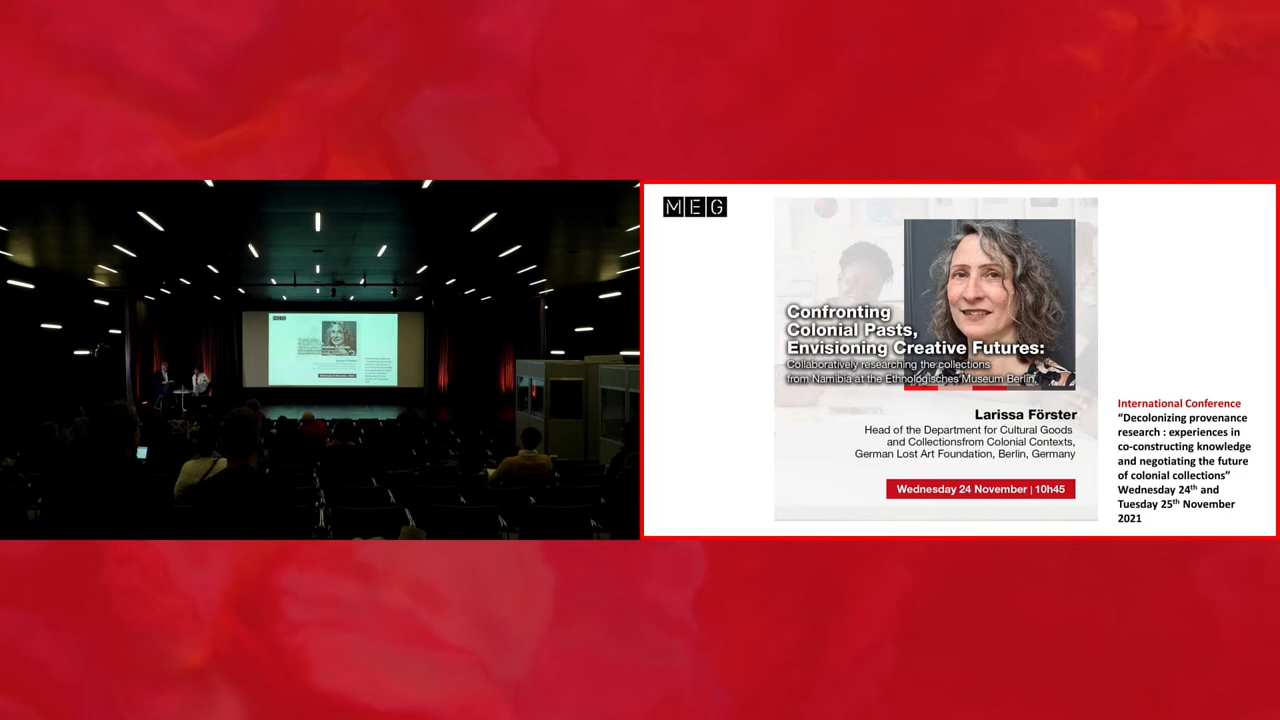 MEG
Confronting
Colonial Pasts,
Envisioning Creative Futures:
Collaboratively researching the collections
from Namibia at the Ethnologisches Museum Berlin.
Larissa Förster
Head of the Department for Cultural Goods
and Collectionsfrom Colonial Contexts,
German Lost Art Foundation, Berlin, Germany
Wednesday 24 November | 10h45
International Conference
“Decolonizing provenance
research : experiences in
co-constructing knowledge
and negotiating the future
of colonial collections”
Wednesday 24th and
Tuesday 25th November
2021
MEG